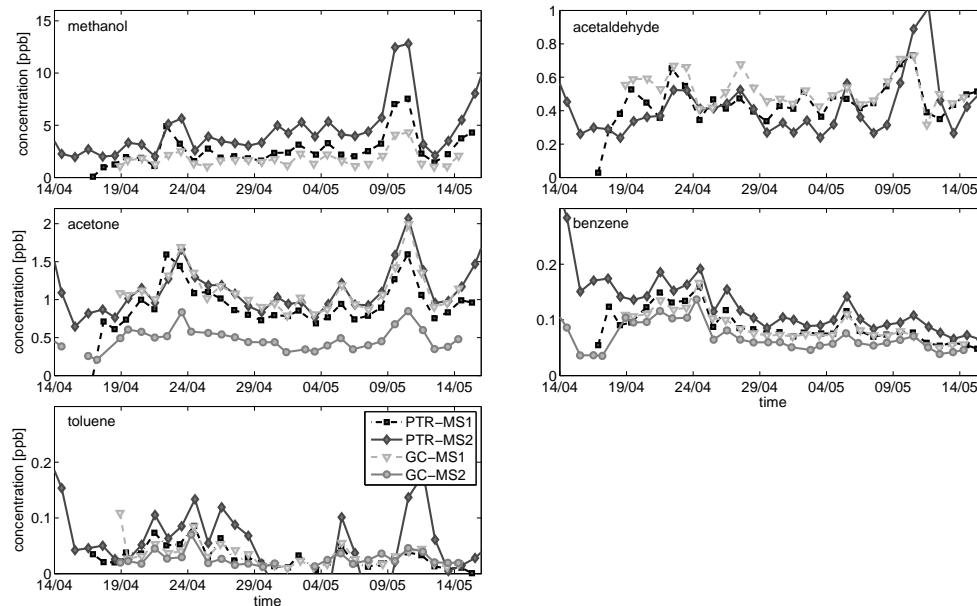 methanol
concentration [ppb]
15
10
5
0
14/04 19/04 24/04 29/04 04/05 09/05 14/05
acetaldehyde
1
0.8
0.6
0.4
0.2
0
14/04 19/04 24/04 29/04 04/05 09/05 14/05
acetone
concentration [ppb]
2
1.5
1
0.5
0
14/04 19/04 24/04 29/04 04/05 09/05 14/05
benzene
0.2
0.1
0
14/04 19/04 24/04 29/04 04/05 09/05 14/05
time
toluene
concentration [ppb]
0.2
0.1
0
14/04 19/04 24/04 29/04 04/05 09/05 14/05
time
PTR−MS1
PTR−MS2
GC−MS1
GC−MS2